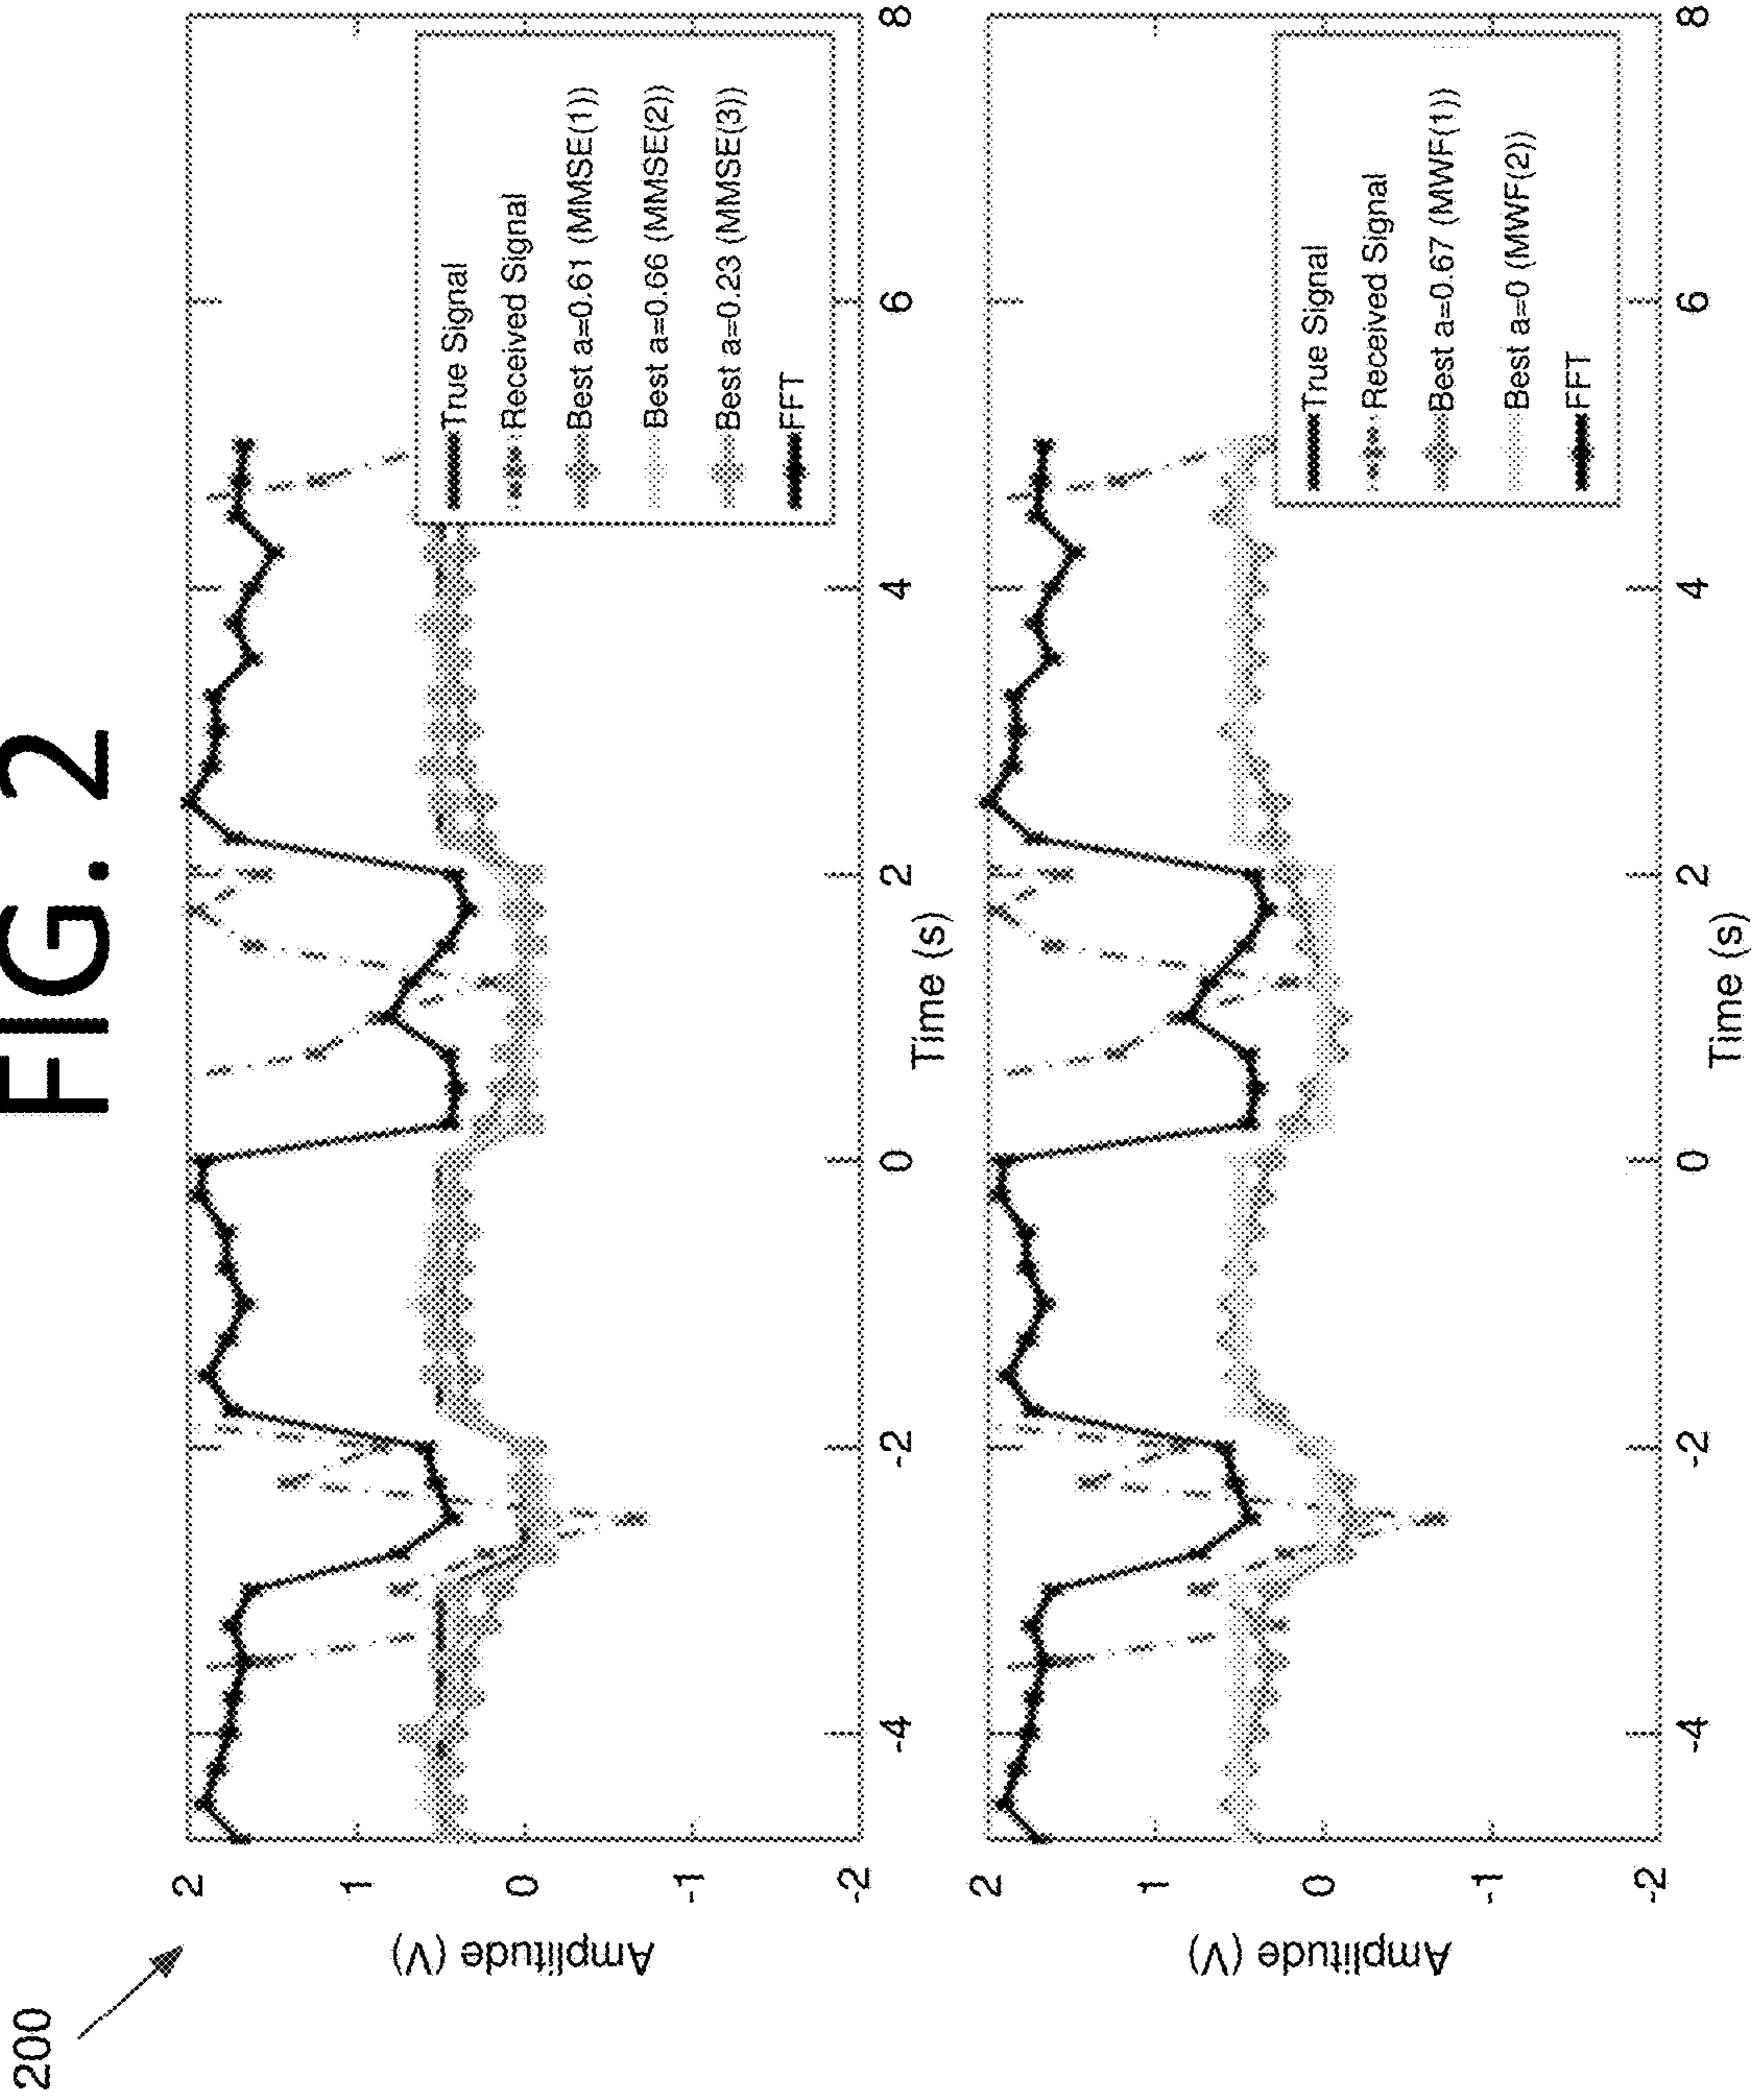 FIG. 2
200
2
1
0
-1
-2
Amplitude (V)
-4
-2
0
2
4
6
8
Time (s)
True Signal
Received Signal
Best a=0.61 (MMSE(1))
Best a=0.66 (MMSE(2))
Best a=0.23 (MMSE(3))
FFT
2
1
0
-1
-2
Amplitude (V)
-4
-2
0
2
4
6
8
Time (s)
True Signal
Received Signal
Best a=0.67 (MWF(1))
Best a=0 (MWF(2))
FFT